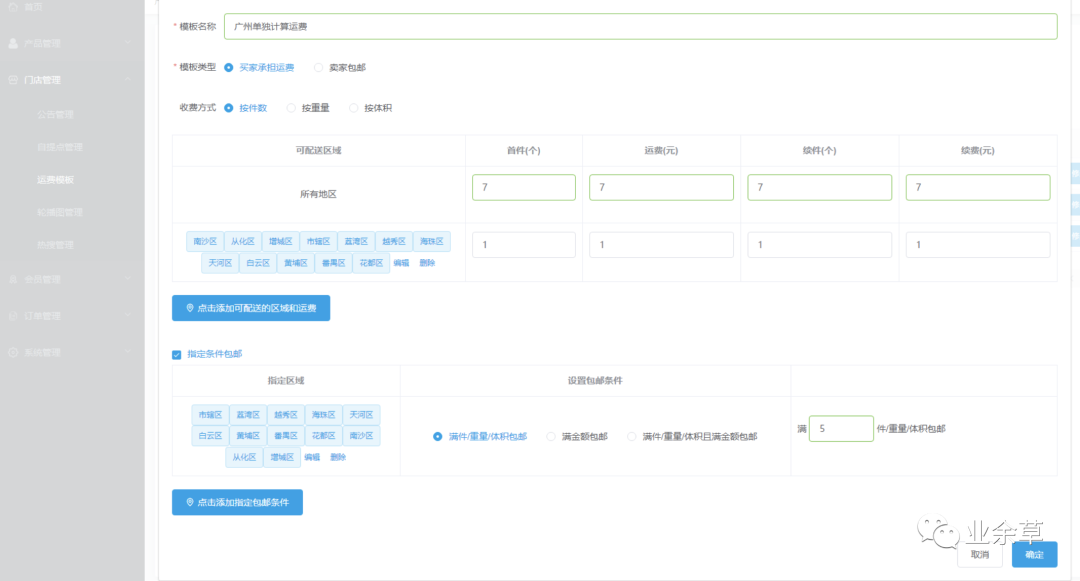 首页
产品管理
门店管理
公告管理
自提点管理
运费模板
轮播图管理
热搜管理
会员管理
订单管理
系统管理
* 模板名称 广州单独计算运费
* 模板类型 买家承担运费 卖家包邮
收费方式 按件数 按重量 按体积
可配送区域 首件(个) 运费(元) 续件(个) 续费(元)
所有地区 7 7 7 7
南沙区 从化区 增城区 市辖区 荔湾区 越秀区 海珠区 1 1 1 1
天河区 白云区 黄埔区 番禺区 花都区 编辑 删除
点击添加可配送的区域和运费
指定条件包邮
指定区域 设置包邮条件
市辖区 荔湾区 越秀区 海珠区 天河区
白云区 黄埔区 番禺区 花都区 南沙区
从化区 增城区 编辑 删除
满件/重量/体积包邮 满金额包邮 满件/重量/体积且满金额包邮
满 5 件/重量/体积包邮
点击添加指定包邮条件
业余草
取消 确定